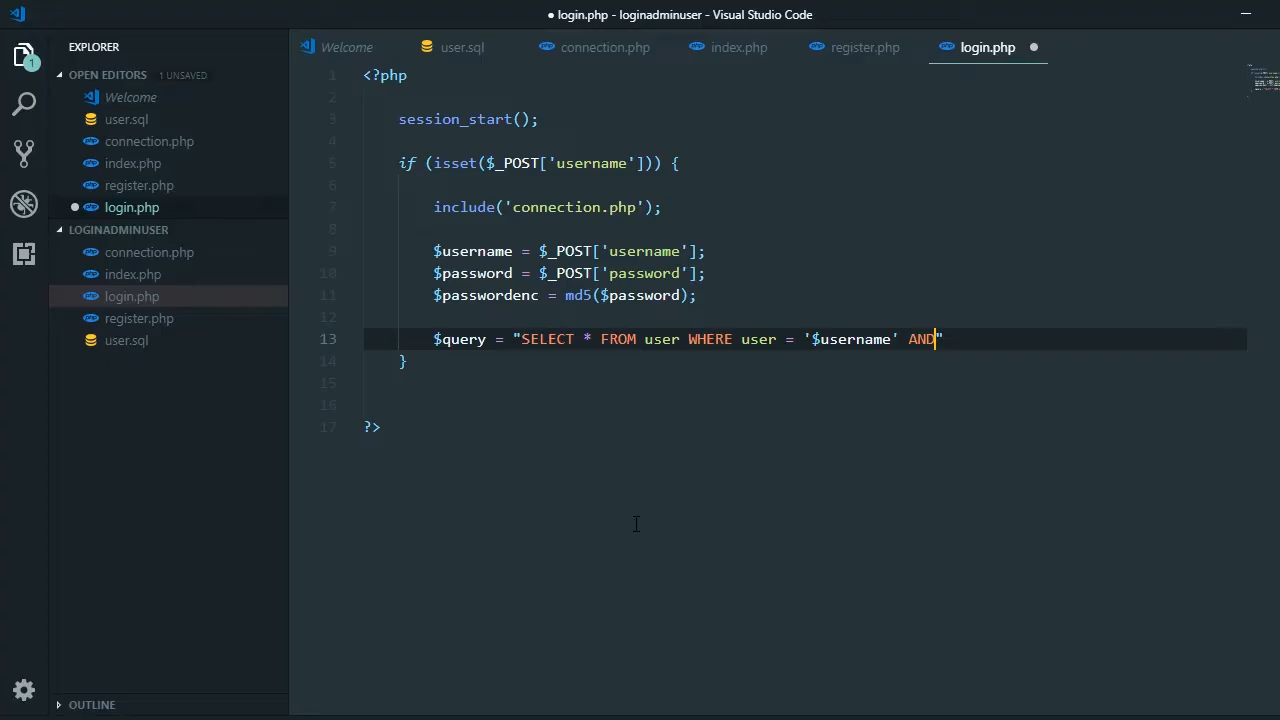 ● login.php - loginadminuser - Visual Studio Code
EXPLORER
Welcome
user.sql
connection.php
index.php
register.php
login.php
OPEN EDITORS 1 UNSAVED
Welcome
user.sql
connection.php
index.php
register.php
login.php
LOGINADMINUSER
connection.php
index.php
login.php
register.php
user.sql
OUTLINE
1
1 <?php
2
3 session_start();
4
5 if (isset($_POST['username'])) {
6
7 include('connection.php');
8
9 $username = $_POST['username'];
10 $password = $_POST['password'];
11 $passwordenc = md5($password);
12
13 $query = "SELECT * FROM user WHERE user = '$username' AND"
14 }
15
16
17 ?>